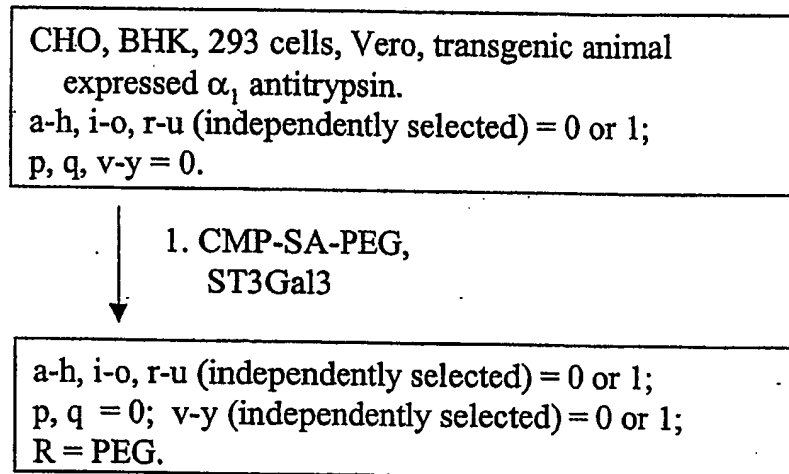 CHO, BHK, 293 cells, Vero, transgenic animal
expressed α₁ antitrypsin.
a-h, i-o, r-u (independently selected) = 0 or 1;
p, q, v-y = 0.
1. CMP-SA-PEG,
ST3Gal3
a-h, i-o, r-u (independently selected) = 0 or 1;
p, q = 0; v-y (independently selected) = 0 or 1;
R = PEG.